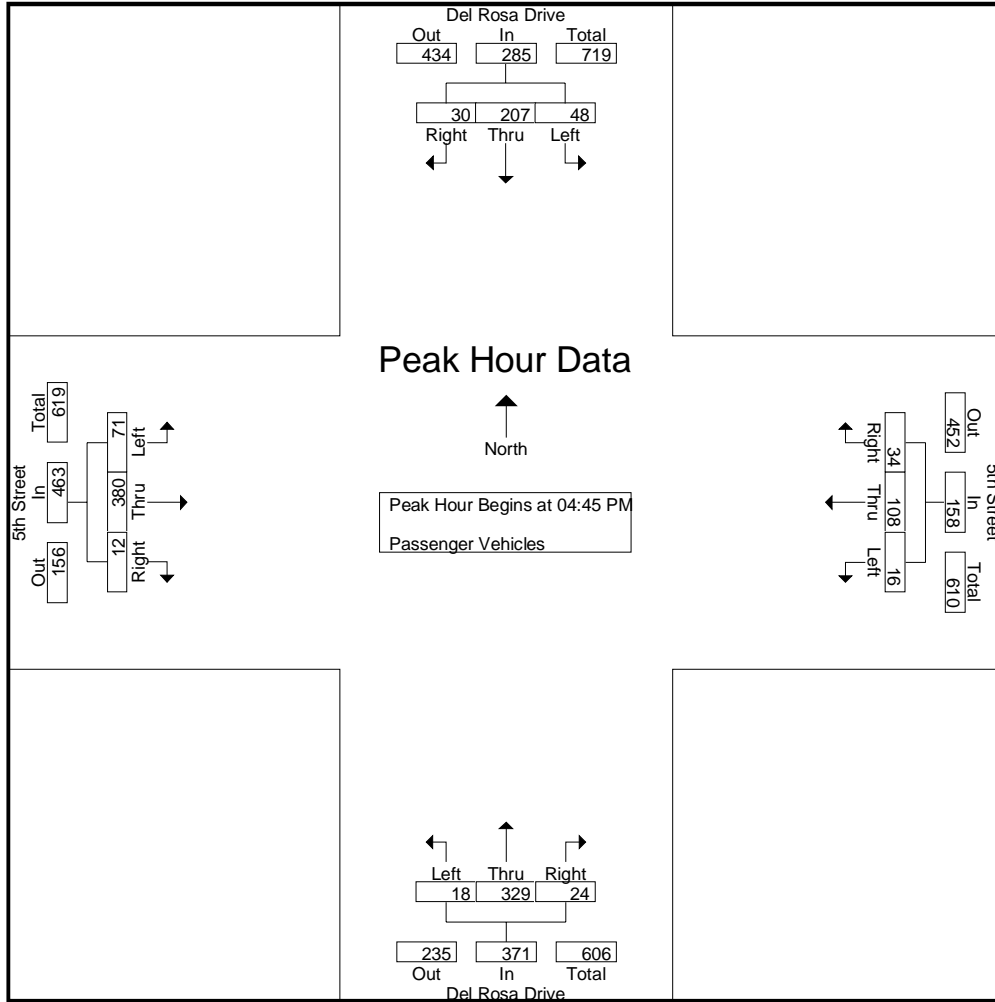 Del Rosa Drive
Out In Total
434 285 719
30 207 48
Right Thru Left
Peak Hour Data
North
Peak Hour Begins at 04:45 PM
Passenger Vehicles
5th Street
Total In Out
619 463 156
71 380 12
Left Thru Right
5th Street
Out In Total
452 158 610
34 108 16
Right Thru Left
Left Thru Right
18 329 24
235 371 606
Out In Total
Del Rosa Drive